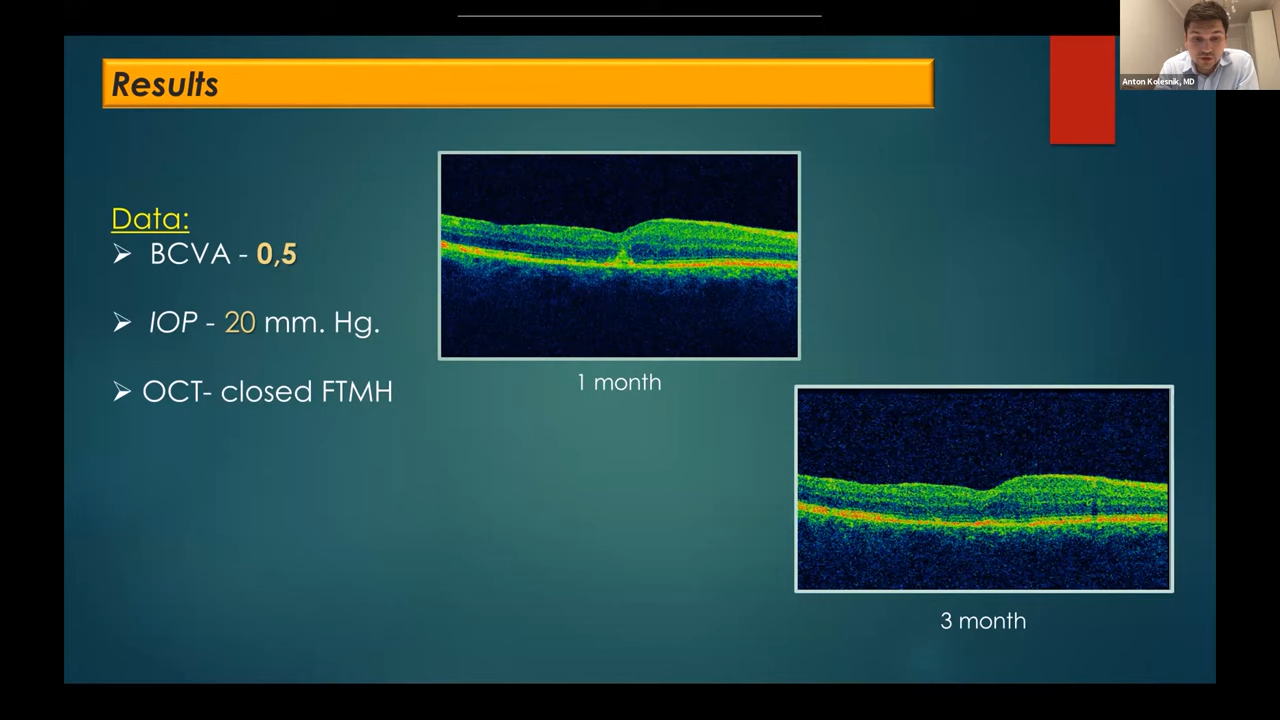 Results
Anton Kolesnik, MD
Data:
➢ BCVA - 0,5
➢ IOP - 20 mm. Hg.
➢ OCT- closed FTMH
1 month
3 month